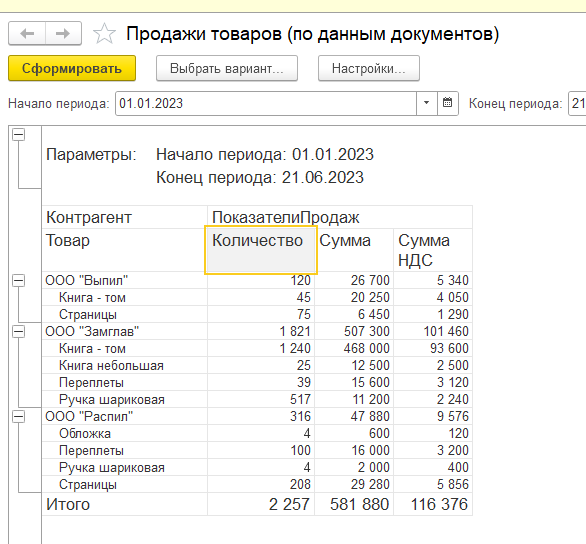 Продажи товаров (по данным документов)
Сформировать Выбрать вариант... Настройки...
Начало периода: 01.01.2023 Конец периода: 21
Параметры: Начало периода: 01.01.2023
Конец периода: 21.06.2023
Контрагент ПоказателиПродаж
Товар Количество Сумма Сумма
НДС
ООО "Выпил" 120 26 700 5 340
Книга - том 45 20 250 4 050
Страницы 75 6 450 1 290
ООО "Замглав" 1 821 507 300 101 460
Книга - том 1 240 468 000 93 600
Книга небольшая 25 12 500 2 500
Переплеты 39 15 600 3 120
Ручка шариковая 517 11 200 2 240
ООО "Распил" 316 47 880 9 576
Обложка 4 600 120
Переплеты 100 16 000 3 200
Ручка шариковая 4 2 000 400
Страницы 208 29 280 5 856
Итого 2 257 581 880 116 376